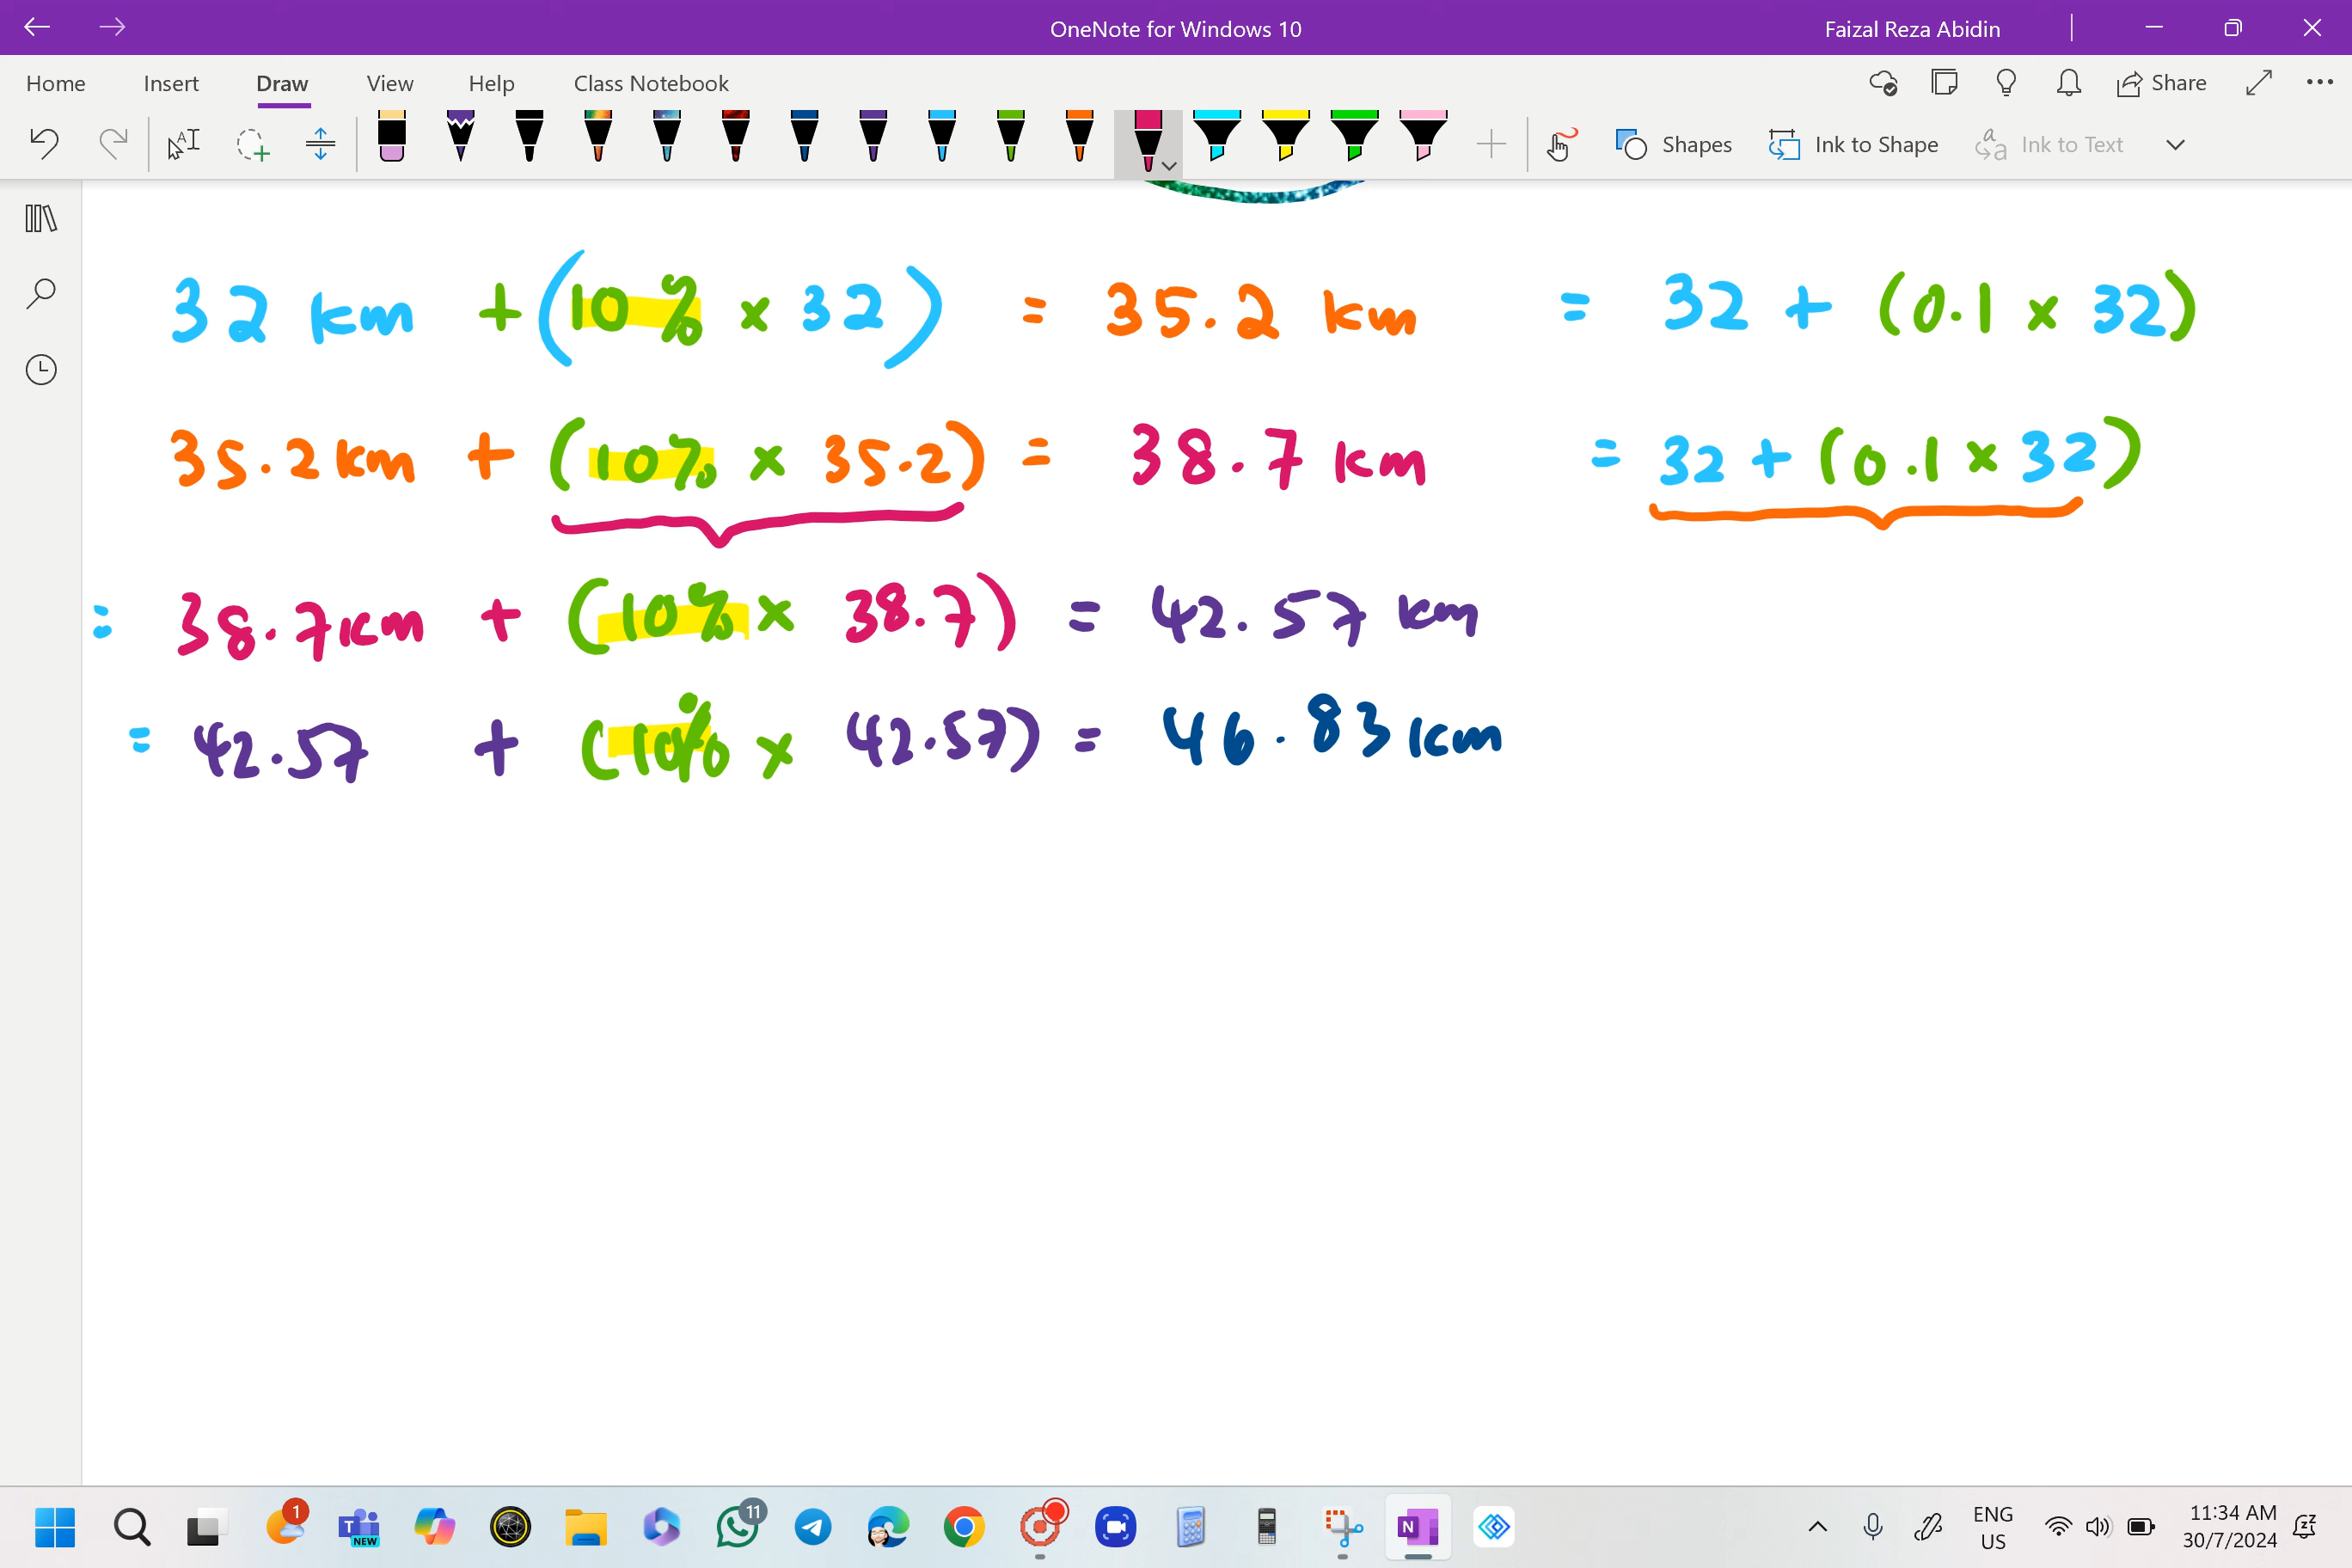 OneNote for Windows 10
Faizal Reza Abidin
Home Insert Draw View Help Class Notebook Share
Shapes Ink to Shape Ink to Text
32 km + (10% × 32) = 35.2 km = 32 + (0.1 × 32)
35.2 km + (10% × 35.2) = 38.7 km = 32 + (0.1 × 32)
= 38.7 km + (10% × 38.7) = 42.57 km
= 42.57 + (10% × 42.57) = 46.83 km
1
NEW
11
ENG
US
11:34 AM
30/7/2024